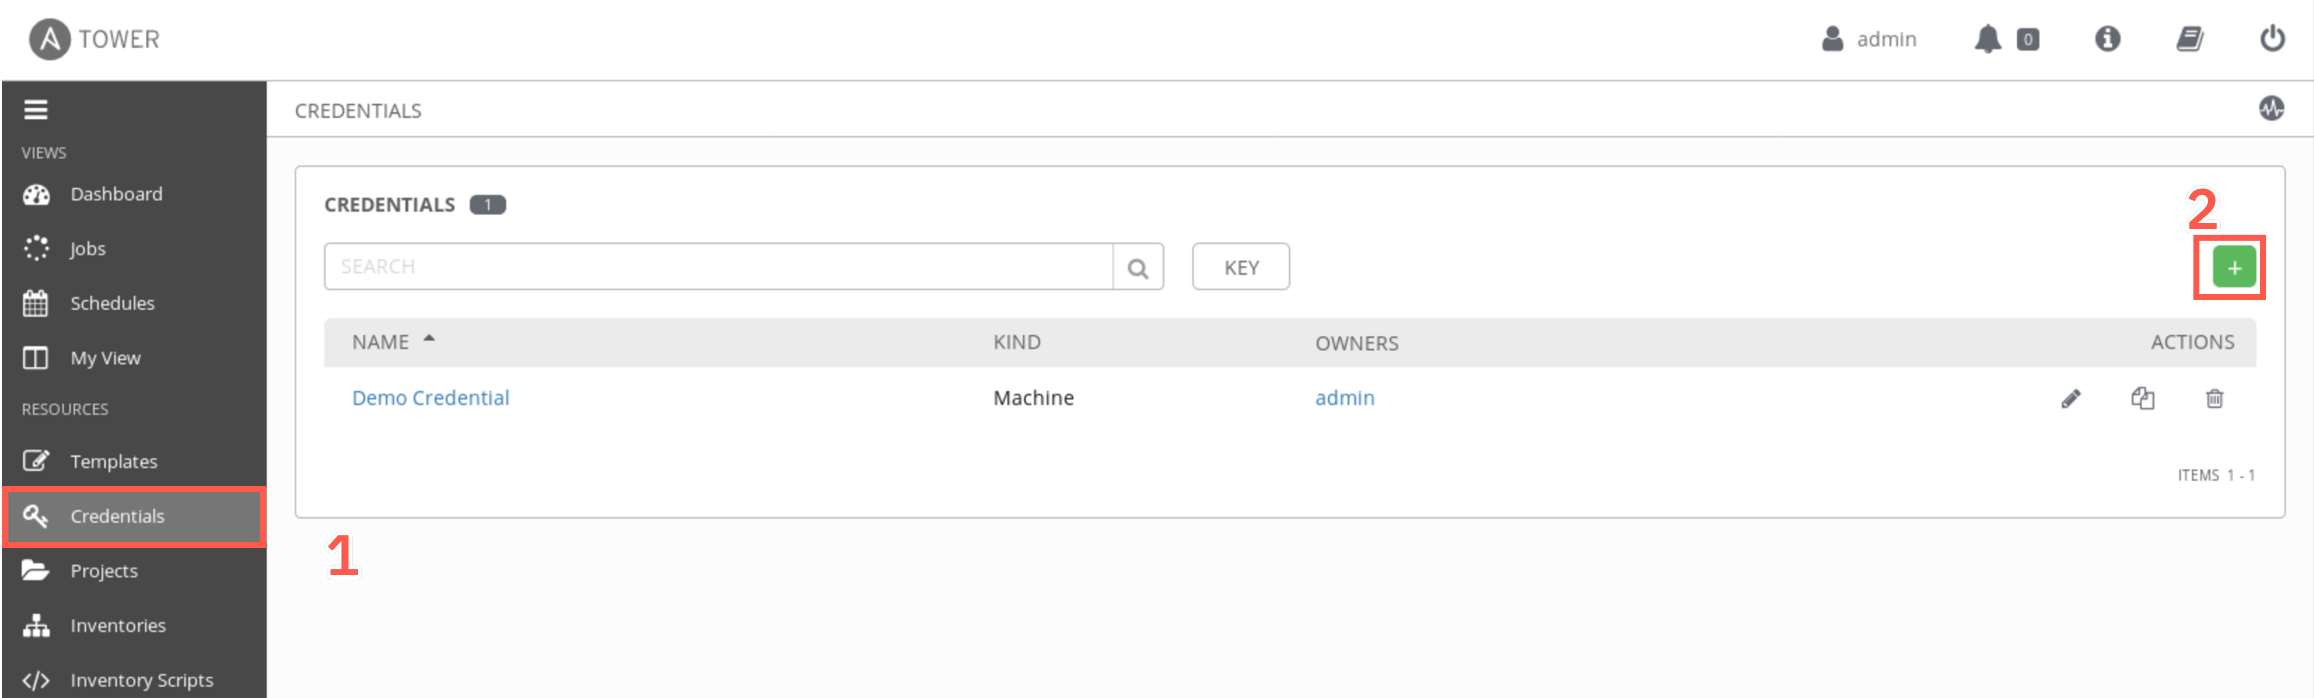 TOWER
admin
0
CREDENTIALS
VIEWS
Dashboard
Jobs
Schedules
My View
RESOURCES
Templates
Credentials
Projects
Inventories
Inventory Scripts
1
CREDENTIALS 1
2
SEARCH
KEY
+
NAME KIND OWNERS ACTIONS
Demo Credential Machine admin
ITEMS 1 - 1